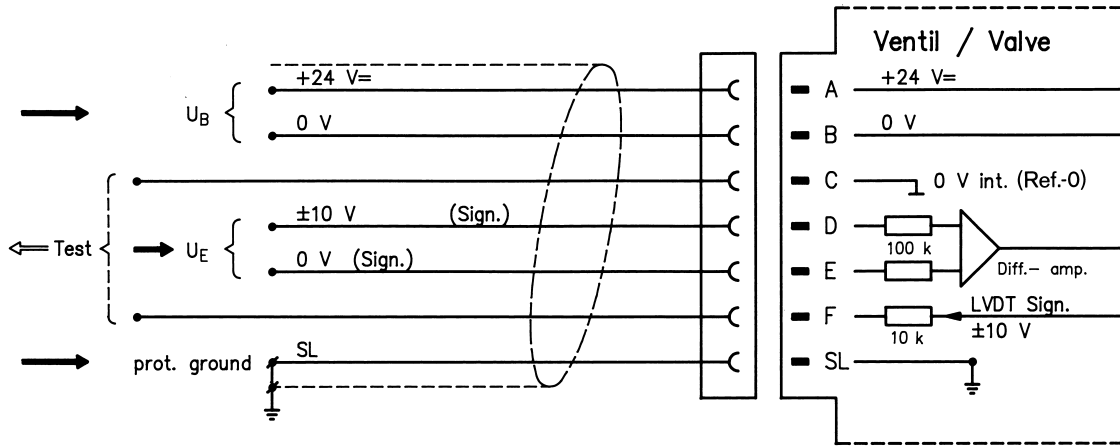 Ventil / Valve
+24 V=
A
+24 V=
U_B
0 V
B
0 V
C
0 V int. (Ref.-0)
±10 V
(Sign.)
D
100 k
Test
U_E
0 V (Sign.)
E
Diff.- amp.
F
LVDT Sign.
10 k
±10 V
prot. ground
SL
SL